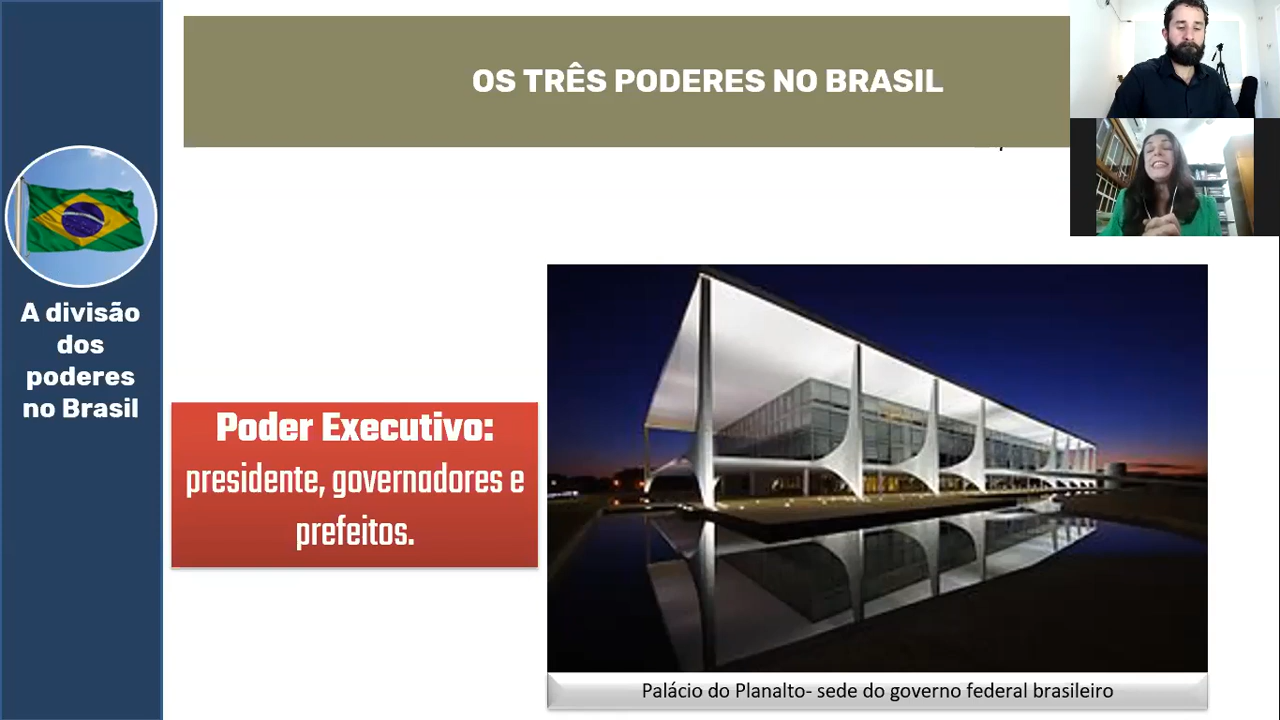 OS TRÊS PODERES NO BRASIL
A divisão
dos
poderes
no Brasil
Poder Executivo:
presidente, governadores e
prefeitos.
Palácio do Planalto- sede do governo federal brasileiro